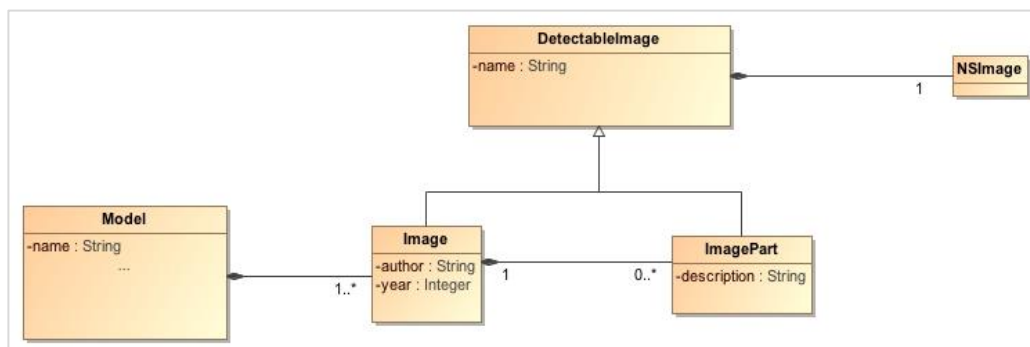 DetectableImage
-name : String
NSImage
1
Model
-name : String
...
1..*
Image
-author : String
-year : Integer
1
0..*
ImagePart
-description : String